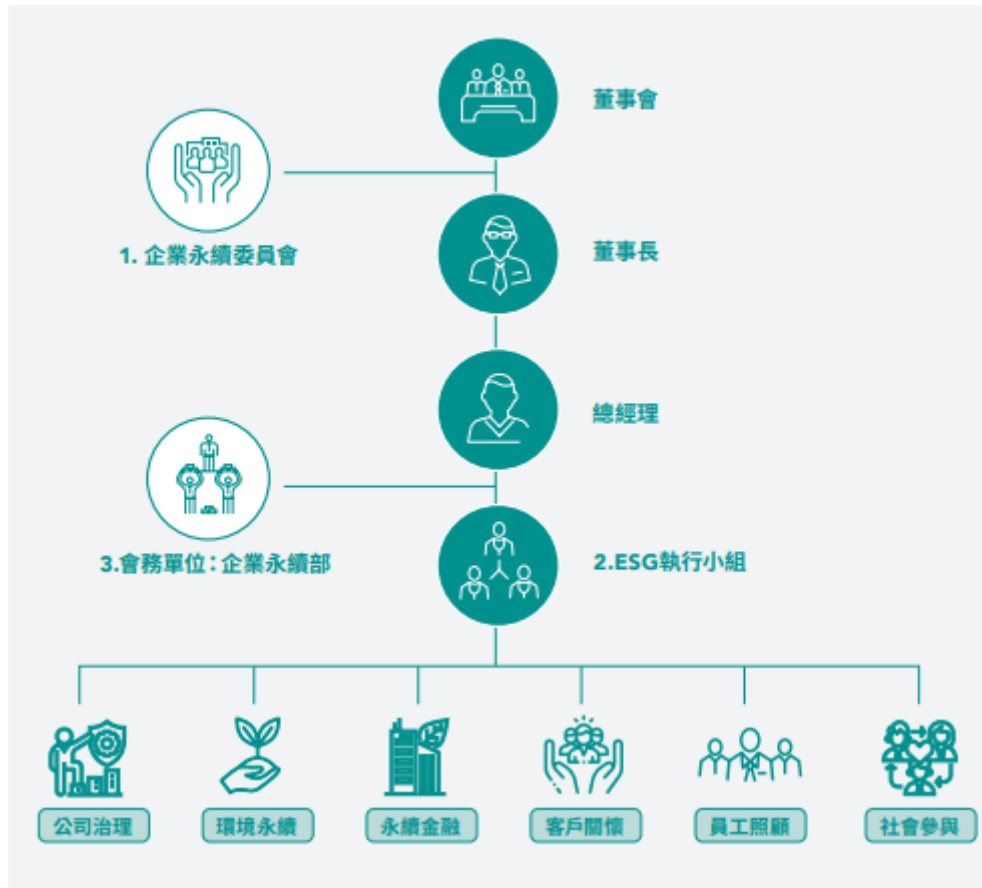 董事會
1. 企業永續委員會
董事長
總經理
3.會務單位：企業永續部
2.ESG執行小組
公司治理
環境永續
永續金融
客戶關懷
員工照顧
社會參與